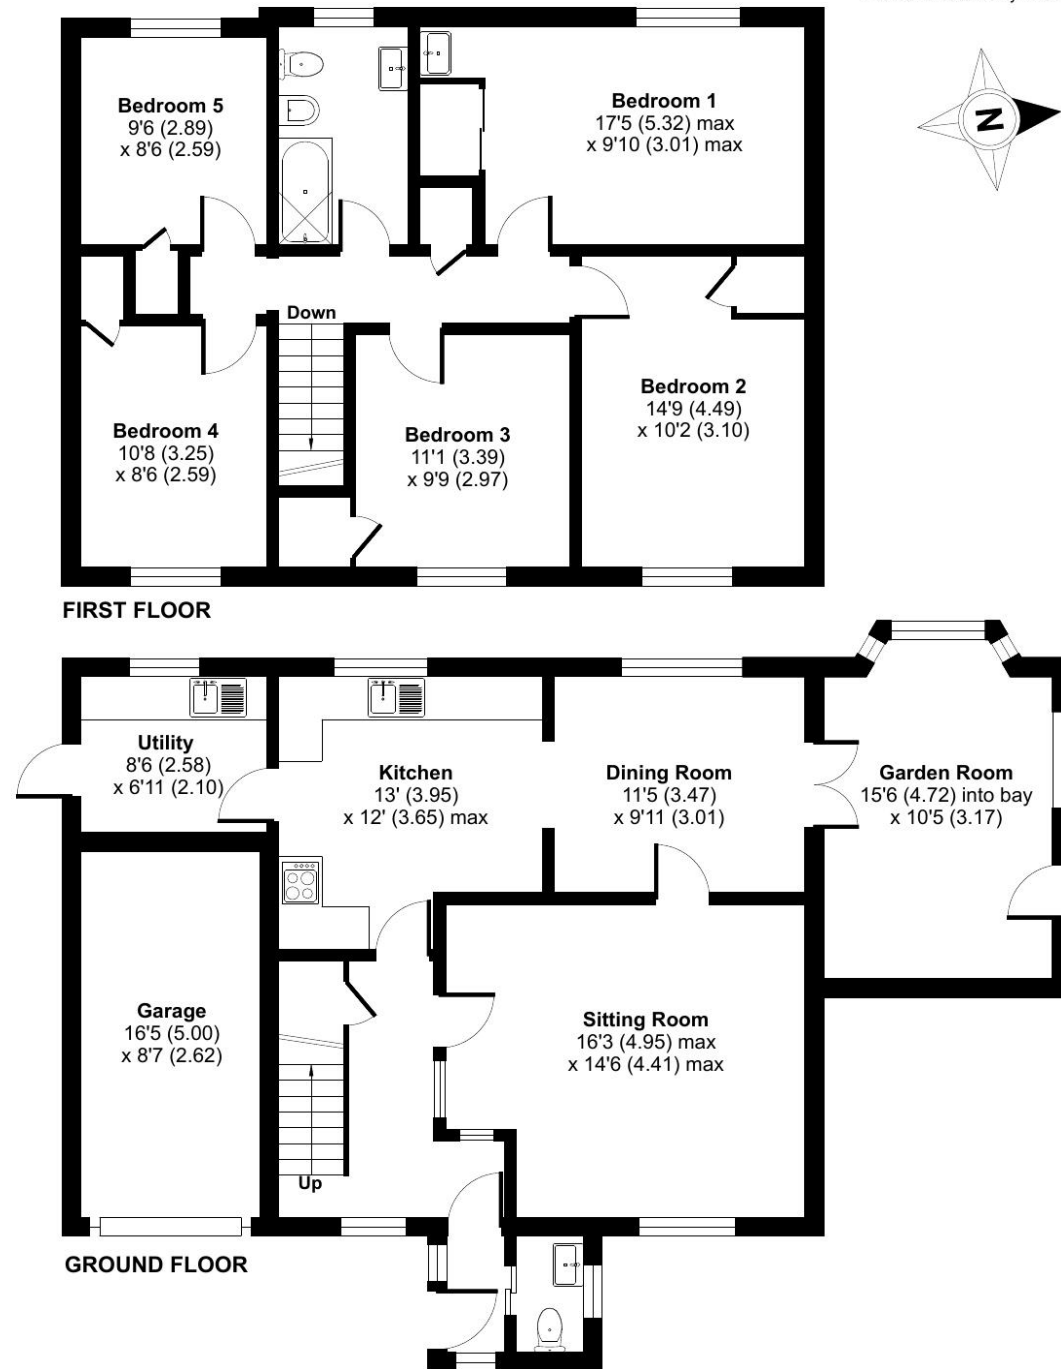 Bedroom 5
9'6 (2.89)
x 8'6 (2.59)
Bedroom 1
17'5 (5.32) max
x 9'10 (3.01) max
N
Down
Bedroom 4
10'8 (3.25)
x 8'6 (2.59)
Bedroom 3
11'1 (3.39)
x 9'9 (2.97)
Bedroom 2
14'9 (4.49)
x 10'2 (3.10)
FIRST FLOOR
Utility
8'6 (2.58)
x 6'11 (2.10)
Kitchen
13' (3.95)
x 12' (3.65) max
Dining Room
11'5 (3.47)
x 9'11 (3.01)
Garden Room
15'6 (4.72) into bay
x 10'5 (3.17)
Garage
16'5 (5.00)
x 8'7 (2.62)
Sitting Room
16'3 (4.95) max
x 14'6 (4.41) max
Up
GROUND FLOOR